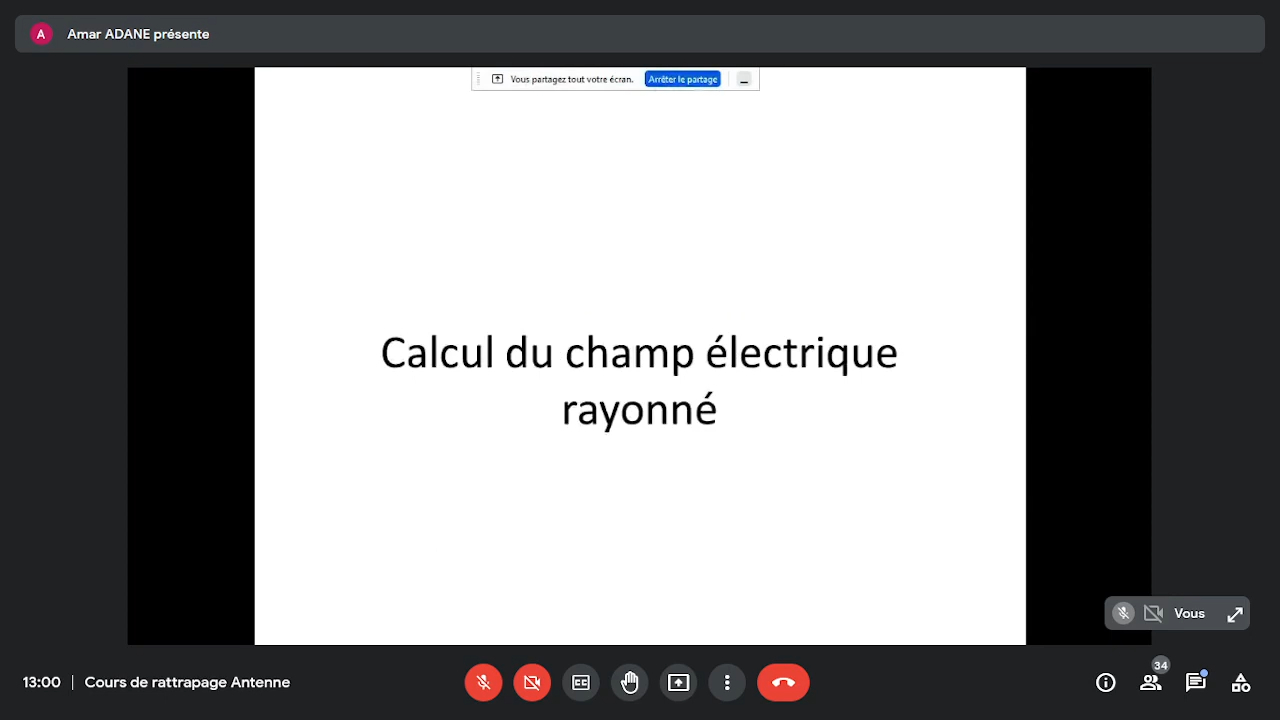 A
Amar ADANE présente
Vous partagez tout votre écran.
Arrêter le partage
Calcul du champ électrique
rayonné
Vous
13:00 | Cours de rattrapage Antenne
CC
34